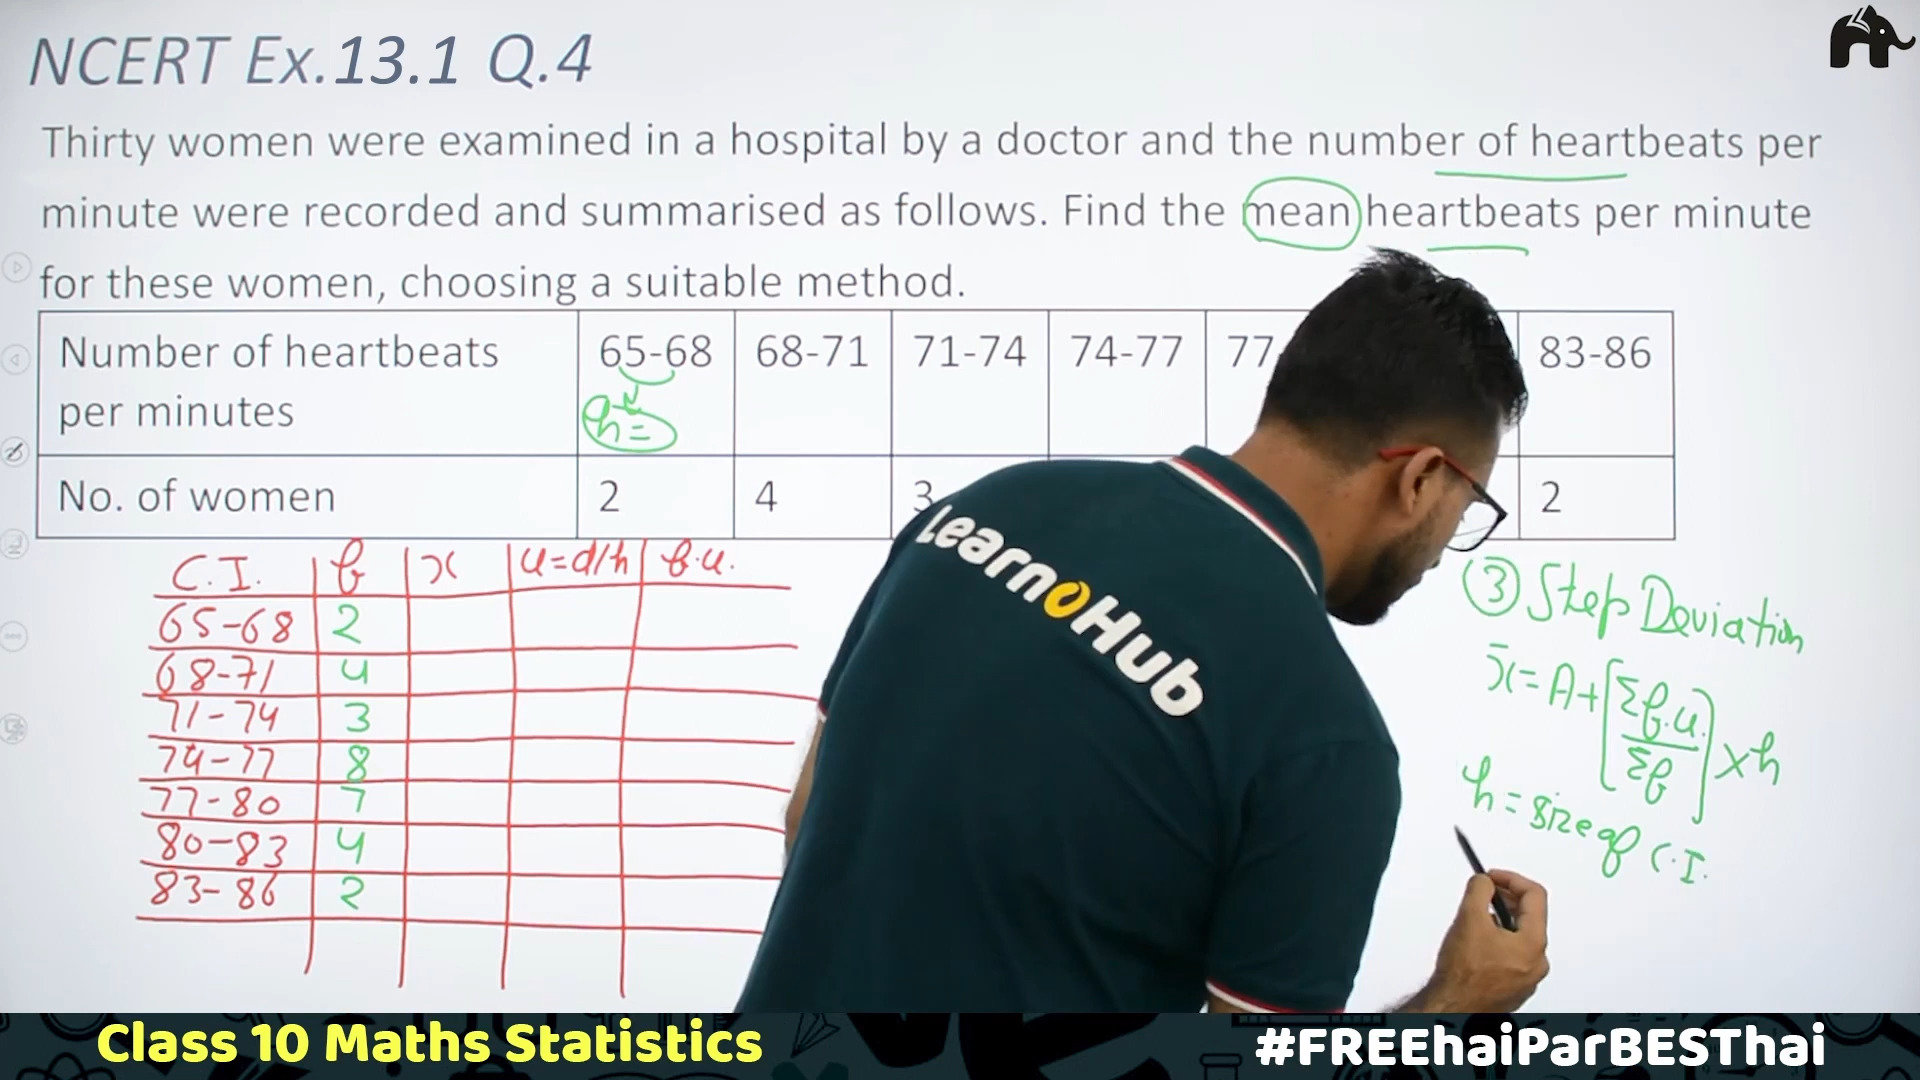 NCERT Ex.13.1 Q.4
Thirty women were examined in a hospital by a doctor and the number of heartbeats per
minute were recorded and summarised as follows. Find the mean heartbeats per minute
for these women, choosing a suitable method.
Number of heartbeats per minutes 65-68 68-71 71-74 74-77 77- 83-86
h=
No. of women 2 4 3 2
C.I. f x u=d/h f.u.
65-68 2
68-71 4
71-74 3
74-77 8
77-80 7
80-83 4
83-86 2
LearnoHub
③ Step Deviation
x̄=A+[Σf.u./Σf]×h
h=size of C.I.
Class 10 Maths Statistics
#FREEhaiParBESThai